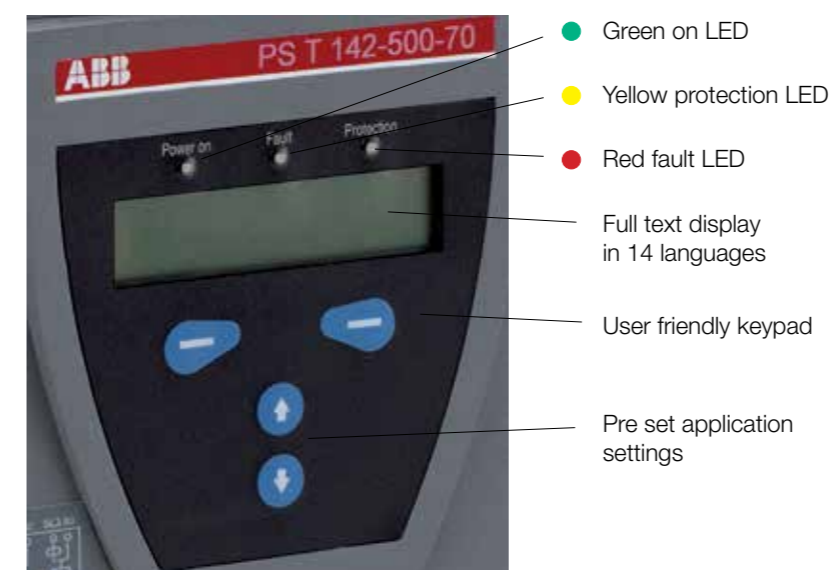 ABB
PS T 142-500-70
Power on
Fault
Protection
Green on LED
Yellow protection LED
Red fault LED
Full text display
in 14 languages
User friendly keypad
Pre set application
settings